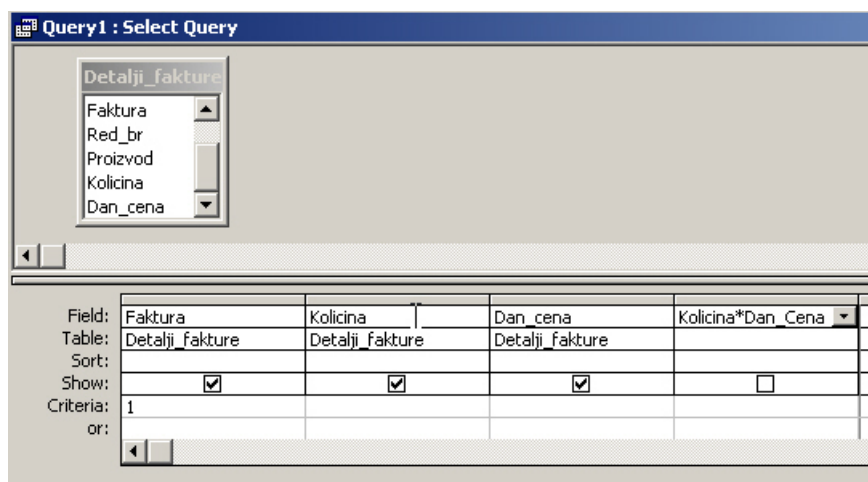 Query1 : Select Query
Detalji_fakture
Faktura
Red_br
Proizvod
Kolicina
Dan_cena
Field: Faktura Kolicina Dan_cena Kolicina*Dan_Cena
Table: Detalji_fakture Detalji_fakture Detalji_fakture
Sort:
Show:
Criteria: 1
or: